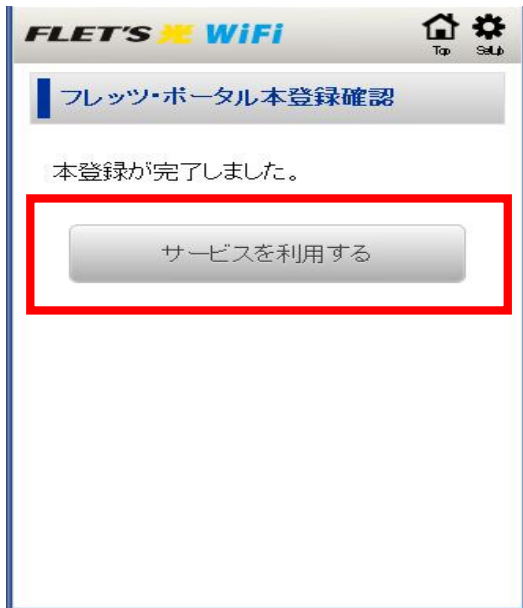 FLET'S 光 WiFi
Top SetUp
フレッツ・ポータル本登録確認
本登録が完了しました。
サービスを利用する